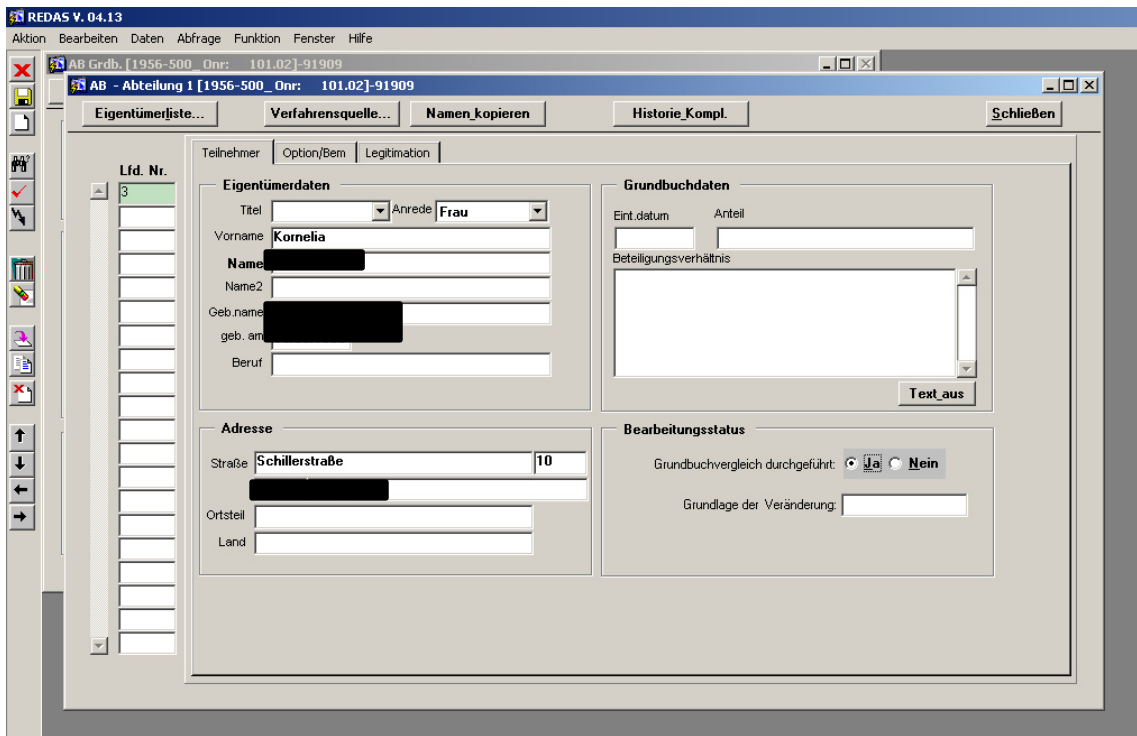 REDAS V. 04.13
Aktion Bearbeiten Daten Abfrage Funktion Fenster Hilfe
AB Grdb. [1956-500_ Onr: 101.02]-91909
AB - Abteilung 1 [1956-500_ Onr: 101.02]-91909
Eigentümerliste... Verfahrensquelle... Namen_kopieren Historie_Kompl. Schließen
Teilnehmer Option/Bem Legitimation
Lfd. Nr.
3
Eigentümerdaten
Titel Anrede Frau
Vorname Kornelia
Name
Name2
Geb.name
geb. am
Beruf
Grundbuchdaten
Eint.datum Anteil
Beteiligungsverhältnis
Text_aus
Adresse
Straße Schillerstraße 10
Ortsteil
Land
Bearbeitungsstatus
Grundbuchvergleich durchgeführt: Ja Nein
Grundlage der Veränderung: